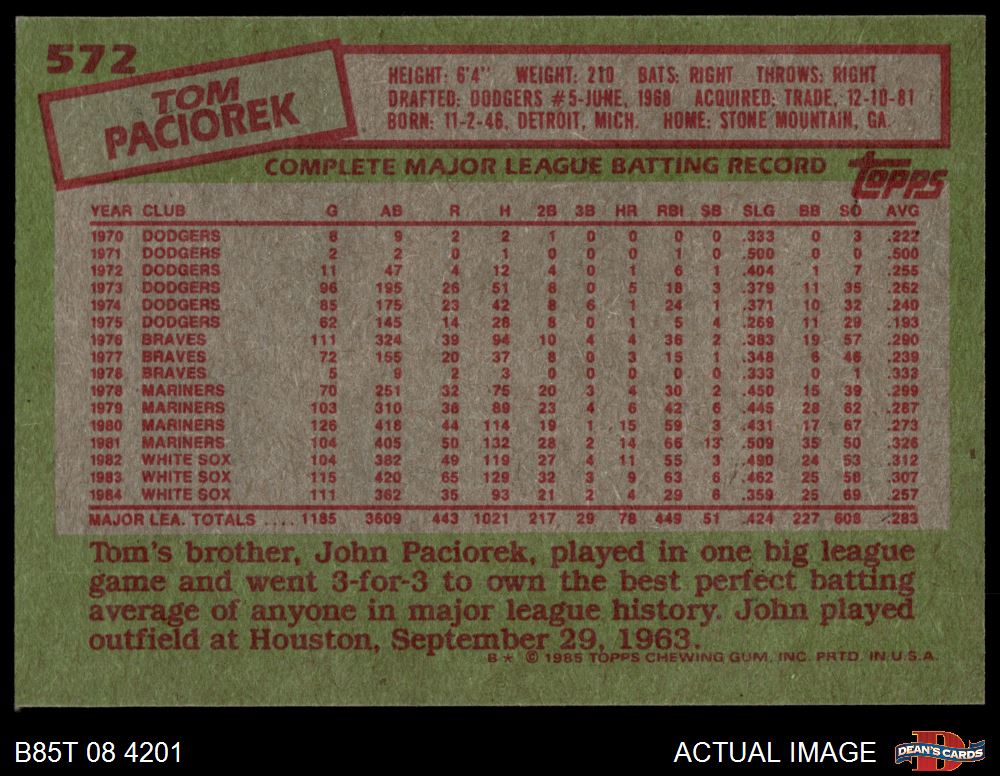 572
TOM
PACIOREK
HEIGHT: 6'4" WEIGHT: 210 BATS: RIGHT THROWS: RIGHT
DRAFTED: DODGERS #5-JUNE, 1968 ACQUIRED: TRADE, 12-10-81
BORN: 11-2-46, DETROIT, MICH. HOME: STONE MOUNTAIN, GA.
COMPLETE MAJOR LEAGUE BATTING RECORD
topps
YEAR CLUB G AB R H 2B 3B HR RBI SB SLG BB SO AVG
1970 DODGERS 8 9 2 2 1 0 0 0 0 .333 0 3 .222
1971 DODGERS 2 2 0 1 0 0 0 1 0 .500 0 0 .500
1972 DODGERS 11 47 4 12 4 0 1 6 1 .404 1 7 .255
1973 DODGERS 96 195 26 51 8 0 5 18 3 .379 11 35 .262
1974 DODGERS 85 175 23 42 8 6 1 24 1 .371 10 32 .240
1975 DODGERS 62 145 14 28 8 0 1 5 4 .269 11 29 .193
1976 BRAVES 111 324 39 94 10 4 4 36 2 .383 19 57 .290
1977 BRAVES 72 155 20 37 8 0 3 15 1 .348 6 46 .239
1978 BRAVES 5 9 2 3 0 0 0 0 0 .333 0 1 .333
1978 MARINERS 70 251 32 75 20 3 4 30 2 .450 15 39 .299
1979 MARINERS 103 310 38 89 23 4 6 42 6 .445 28 62 .287
1980 MARINERS 126 418 44 114 19 1 15 59 3 .431 17 67 .273
1981 MARINERS 104 405 50 132 28 2 14 66 13 .509 35 50 .326
1982 WHITE SOX 104 382 49 119 27 4 11 55 3 .490 24 53 .312
1983 WHITE SOX 115 420 65 129 32 3 9 63 6 .462 25 58 .307
1984 WHITE SOX 111 362 35 93 21 2 4 29 6 .359 25 69 .257
MAJOR LEA. TOTALS .... 1185 3609 443 1021 217 29 78 449 51 .424 227 608 .283
Tom's brother, John Paciorek, played in one big league
game and went 3-for-3 to own the best perfect batting
average of anyone in major league history. John played
outfield at Houston, September 29, 1963.
B* © 1985 TOPPS CHEWING GUM, INC. PRTD. IN U.S.A.
B85T 08 4201
ACTUAL IMAGE
DEAN'S CARDS